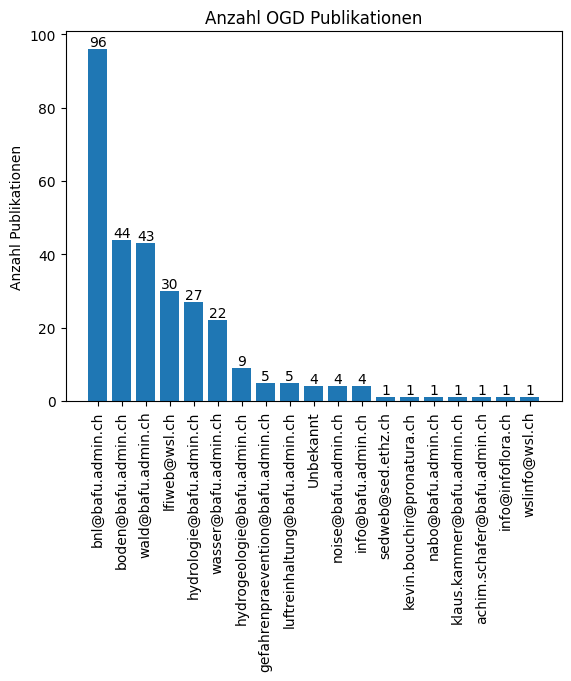 Anzahl OGD Publikationen
Anzahl Publikationen
100
80
60
40
20
0
96
44
43
30
27
22
9
5
5
4
4
4
1
1
1
1
1
1
1
bnl@bafu.admin.ch
boden@bafu.admin.ch
wald@bafu.admin.ch
lfiweb@wsl.ch
hydrologie@bafu.admin.ch
wasser@bafu.admin.ch
hydrogeologie@bafu.admin.ch
gefahrenpraevention@bafu.admin.ch
luftreinhaltung@bafu.admin.ch
Unbekannt
noise@bafu.admin.ch
info@bafu.admin.ch
sedweb@sed.ethz.ch
kevin.bouchir@pronatura.ch
nabo@bafu.admin.ch
klaus.kammer@bafu.admin.ch
achim.schafer@bafu.admin.ch
info@infoflora.ch
wslinfo@wsl.ch